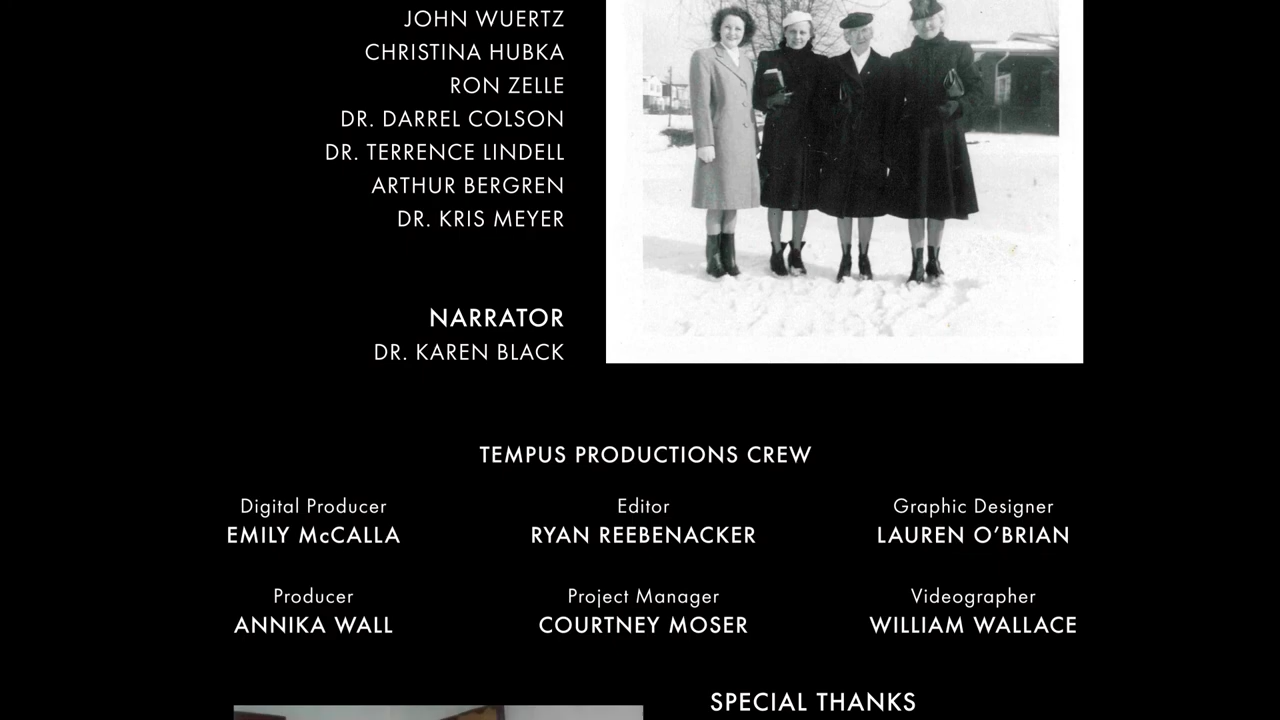 JOHN WUERTZ
CHRISTINA HUBKA
RON ZELLE
DR. DARREL COLSON
DR. TERRENCE LINDELL
ARTHUR BERGREN
DR. KRIS MEYER
NARRATOR
DR. KAREN BLACK
TEMPUS PRODUCTIONS CREW
Digital Producer
EMILY McCALLA
Editor
RYAN REEBENACKER
Graphic Designer
LAUREN O’BRIAN
Producer
ANNIKA WALL
Project Manager
COURTNEY MOSER
Videographer
WILLIAM WALLACE
SPECIAL THANKS